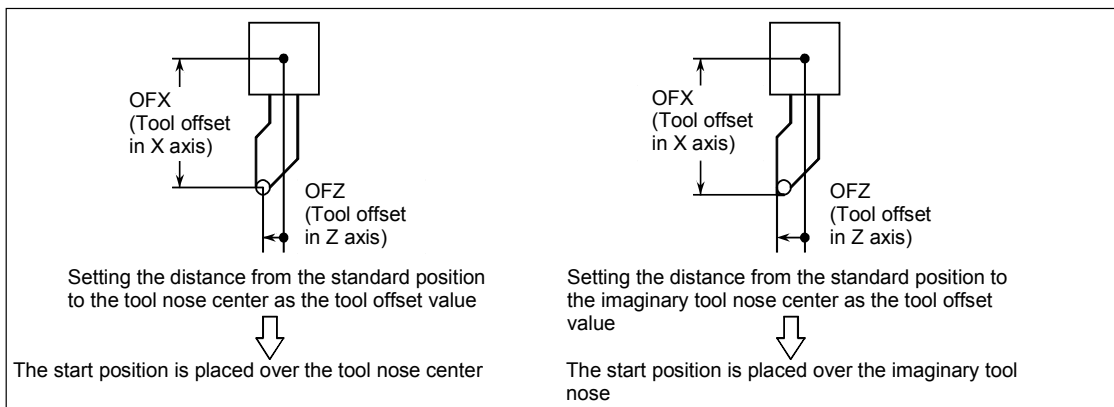 OFX
(Tool offset
in X axis)
OFZ
(Tool offset
in Z axis)
Setting the distance from the standard position
to the tool nose center as the tool offset value
The start position is placed over the tool nose center
OFX
(Tool offset
in X axis)
OFZ
(Tool offset
in Z axis)
Setting the distance from the standard position to
the imaginary tool nose center as the tool offset
value
The start position is placed over the imaginary tool
nose